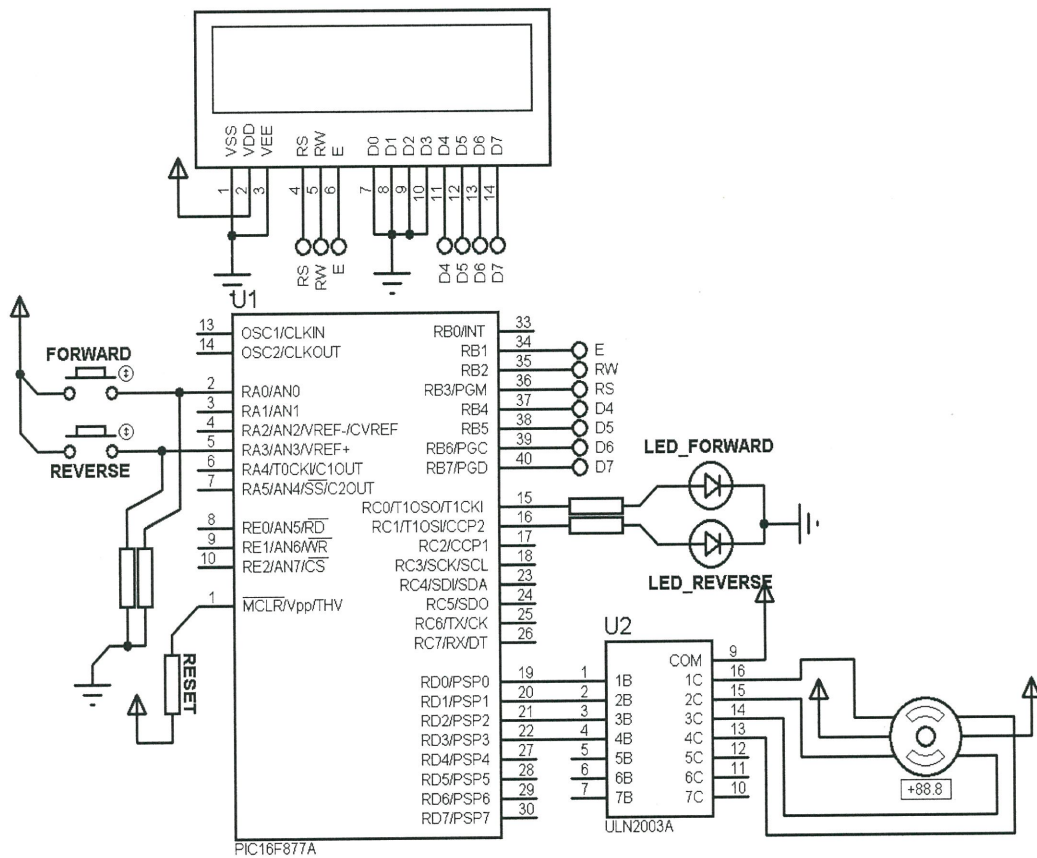 VSS VDD VEE RS RW E D0 D1 D2 D3 D4 D5 D6 D7
1 2 3 4 5 6 7 8 9 10 11 12 13 14
RS RW E D4 D5 D6 D7
U1
13 OSC1/CLKIN RB0/INT 33
14 OSC2/CLKOUT RB1 34 E
FORWARD
RB2 35 RW
2 RA0/AN0 RB3/PGM 36 RS
3 RA1/AN1 RB4 37 D4
4 RA2/AN2/VREF-/CVREF RB5 38 D5
5 RA3/AN3/VREF+ RB6/PGC 39 D6
REVERSE
6 RA4/T0CKI/C1OUT RB7/PGD 40 D7
7 RA5/AN4/SS/C2OUT
LED_FORWARD
RC0/T1OSO/T1CKI 15
8 RE0/AN5/RD RC1/T1OSI/CCP2 16
9 RE1/AN6/WR RC2/CCP1 17
10 RE2/AN7/CS RC3/SCK/SCL 18
LED_REVERSE
RC4/SDI/SDA 23
1 MCLR/Vpp/THV RC5/SDO 24
RC6/TX/CK 25
RC7/RX/DT 26
RESET
U2
COM 9
RD0/PSP0 19 1 1B 1C 16
RD1/PSP1 20 2 2B 2C 15
RD2/PSP2 21 3 3B 3C 14
RD3/PSP3 22 4 4B 4C 13
RD4/PSP4 27 5 5B 5C 12
RD5/PSP5 28 6 6B 6C 11
RD6/PSP6 29 7 7B 7C 10
RD7/PSP7 30
+88.8
ULN2003A
PIC16F877A